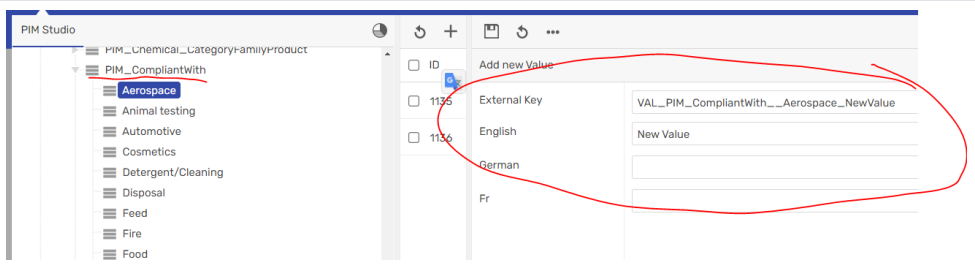 PIM Studio
PIM_Chemical_CategoryFamilyProduct
PIM_CompliantWith
Aerospace
Animal testing
Automotive
Cosmetics
Detergent/Cleaning
Disposal
Feed
Fire
Food
ID
1135
1136
Add new Value
External Key
VAL_PIM_CompliantWith__Aerospace_NewValue
English
New Value
German
Fr